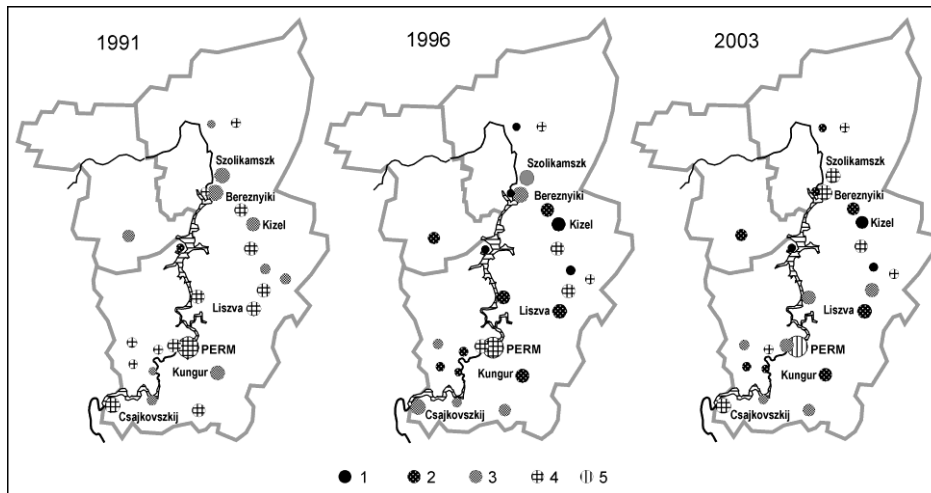 1991
Szolikamszk
Bereznyiki
Kizel
Liszva
PERM
Kungur
Csajkovszkij
1996
Szolikamszk
Bereznyiki
Kizel
Liszva
PERM
Kungur
Csajkovszkij
2003
Szolikamszk
Bereznyiki
Kizel
Liszva
PERM
Kungur
Csajkovszkij
1 2 3 4 5